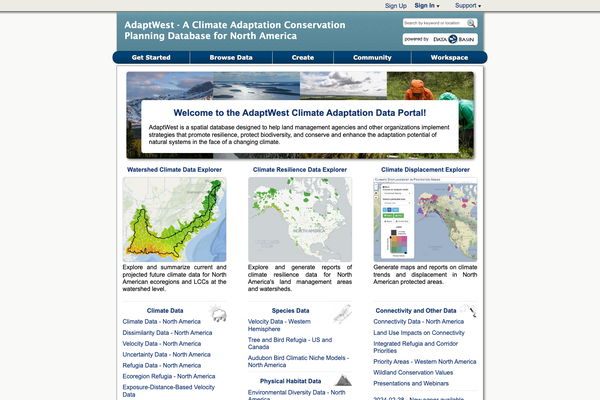 Sign Up Sign In Support
AdaptWest - A Climate Adaptation Conservation
Planning Database for North America
Search by keyword or location
powered by DATA BASIN
Get Started Browse Data Create Community Workspace
Welcome to the AdaptWest Climate Adaptation Data Portal!
AdaptWest is a spatial database designed to help land management agencies and other organizations implement
strategies that promote resilience, protect biodiversity, and conserve and enhance the adaptation potential of
natural systems in the face of a changing climate.
Watershed Climate Data Explorer
Explore and summarize current and
projected future climate data for North
American ecoregions and LCCs at the
watershed level.
Climate Resilience Data Explorer
NORTH AMERICA
Explore and generate reports of
climate resilience data for North
America's land management areas
and watersheds.
Climate Displacement Explorer
Generate maps and reports on climate
trends and displacement in North
American protected areas.
Climate Data
Climate Data - North America
Dissimilarity Data - North America
Velocity Data - North America
Uncertainty Data - North America
Refugia Data - North America
Ecoregion Refugia - North America
Exposure-Distance-Based Velocity
Data
Species Data
Velocity Data - Western
Hemisphere
Tree and Bird Refugia - US and
Canada
Audubon Bird Climatic Niche Models -
North America
Physical Habitat Data
Environmental Diversity Data - North
America
Connectivity and Other Data
Connectivity Data - North America
Land Use Impacts on Connectivity
Integrated Refugia and Corridor
Priorities
Priority Areas - Western North America
Wildland Conservation Values
Presentations and Webinars
2024-02-28 - New paper available